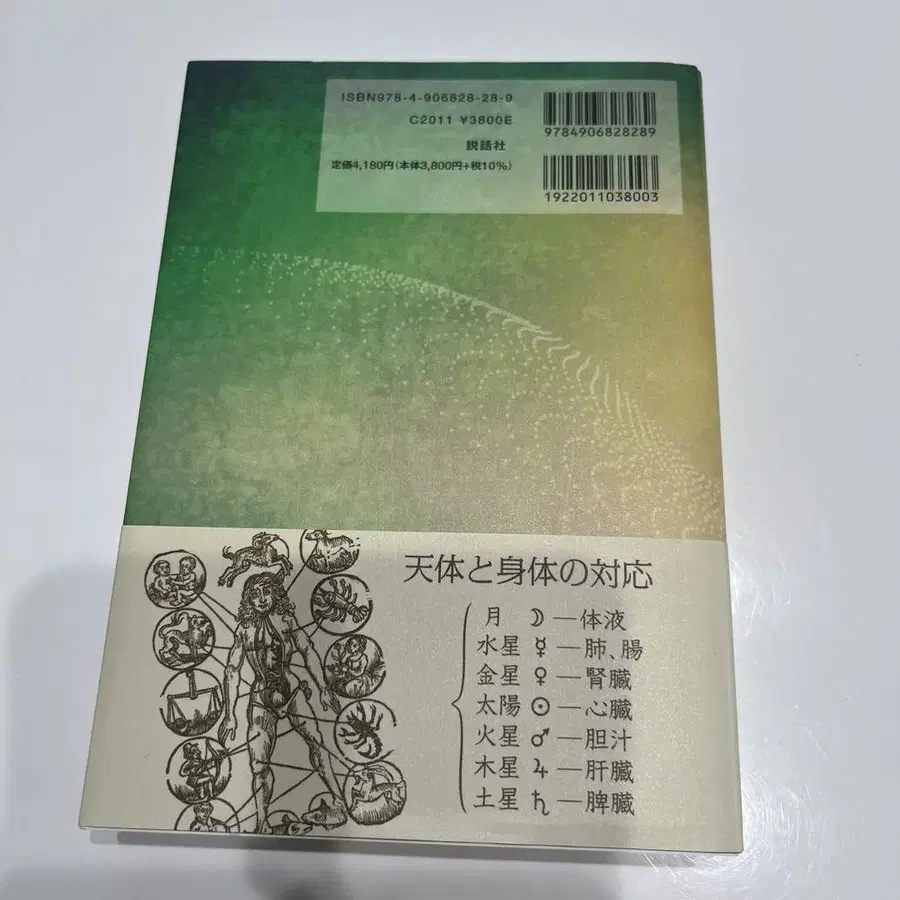 ISBN978-4-906828-28-9
C2011 ¥3800E
説話社
定価4,180円(本体3,800円+税10%)
9784906828289
1922011038003
天体と身体の対応
月 ☽ — 体液
水星 ☿ — 肺、腸
金星 ♀ — 腎臓
太陽 ☉ — 心臓
火星 ♂ — 胆汁
木星 ♃ — 肝臓
土星 ♄ — 脾臓